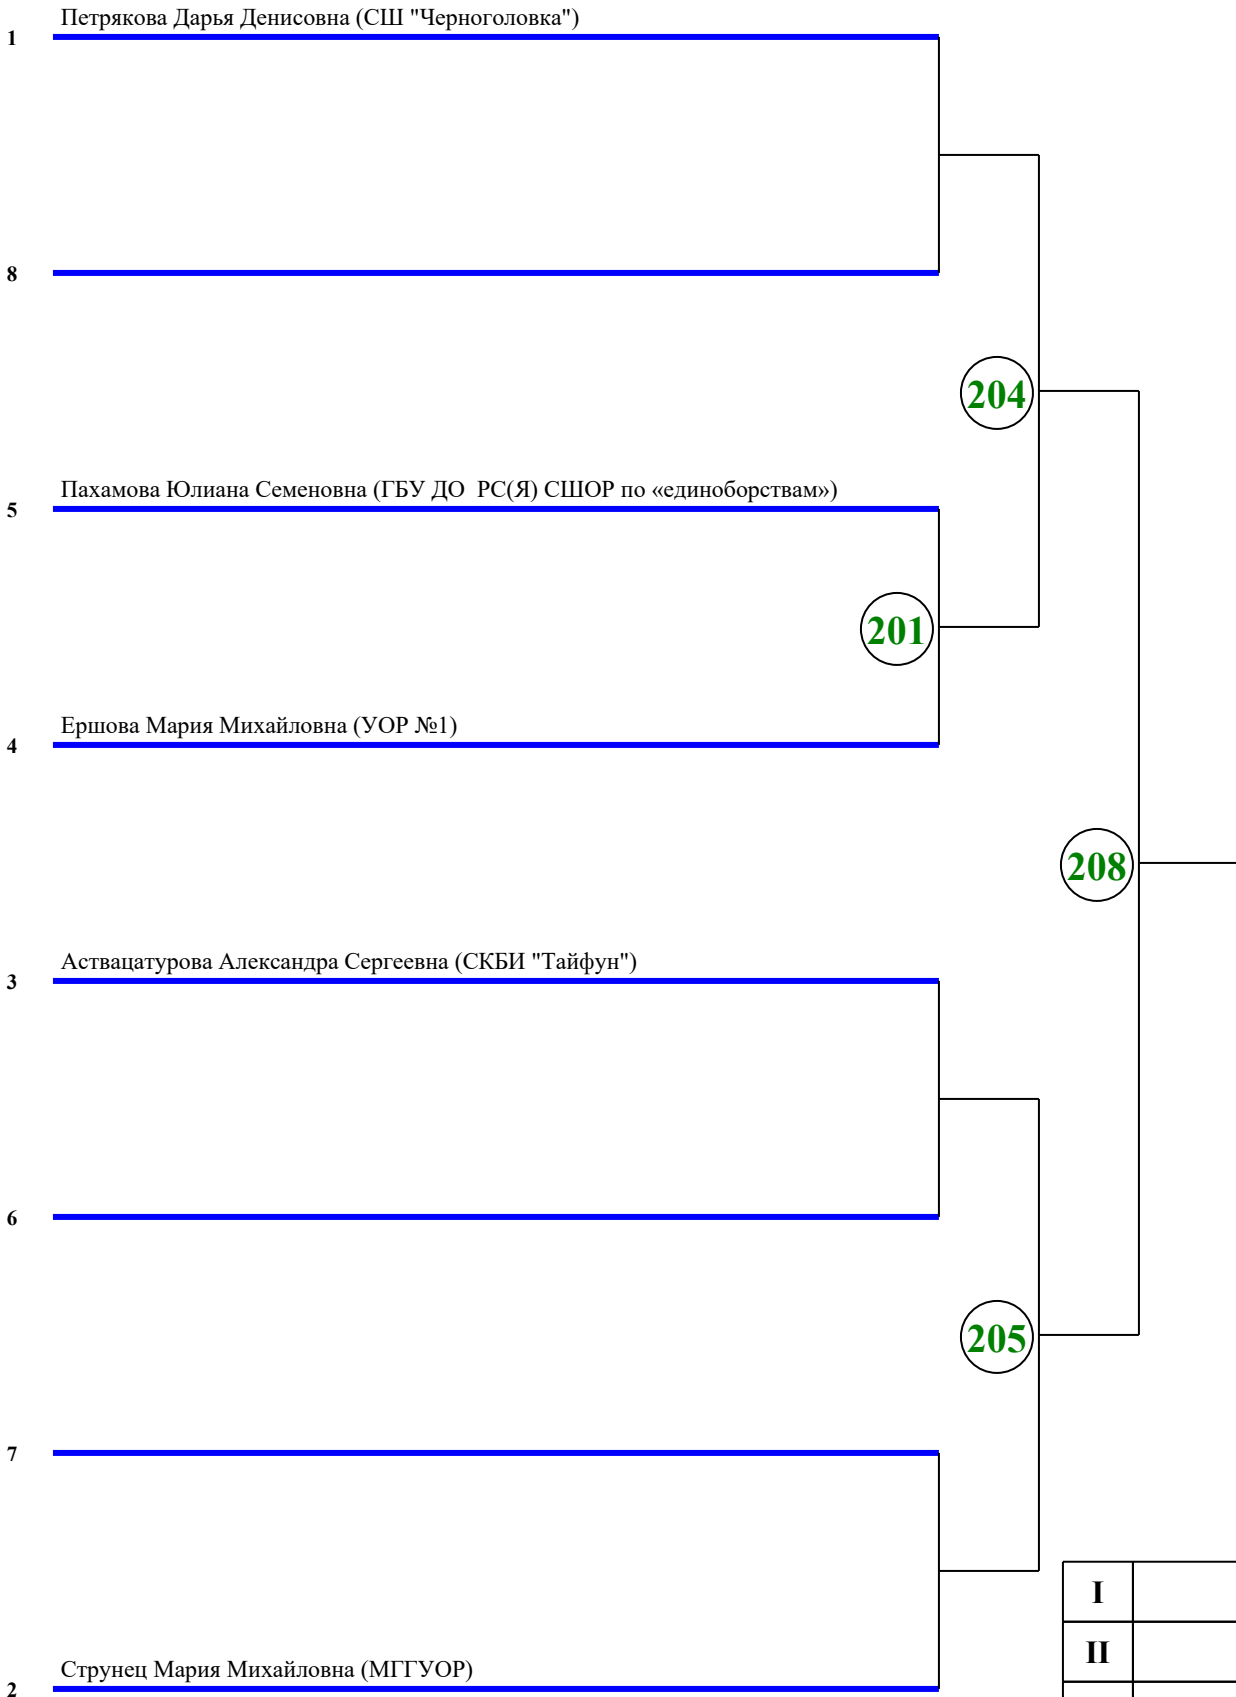 Петрякова Дарья Денисовна (СШ "Черноголовка")
1
8
204
Пахамова Юлиана Семеновна (ГБУ ДО  РС(Я) СШОР по «единоборствам»)
5
201
Ершова Мария Михайловна (УОР №1)
4
208
Аствацатурова Александра Сергеевна (СКБИ "Тайфун")
3
6
205
7
I
II
Струнец Мария Михайловна (МГГУОР)
2